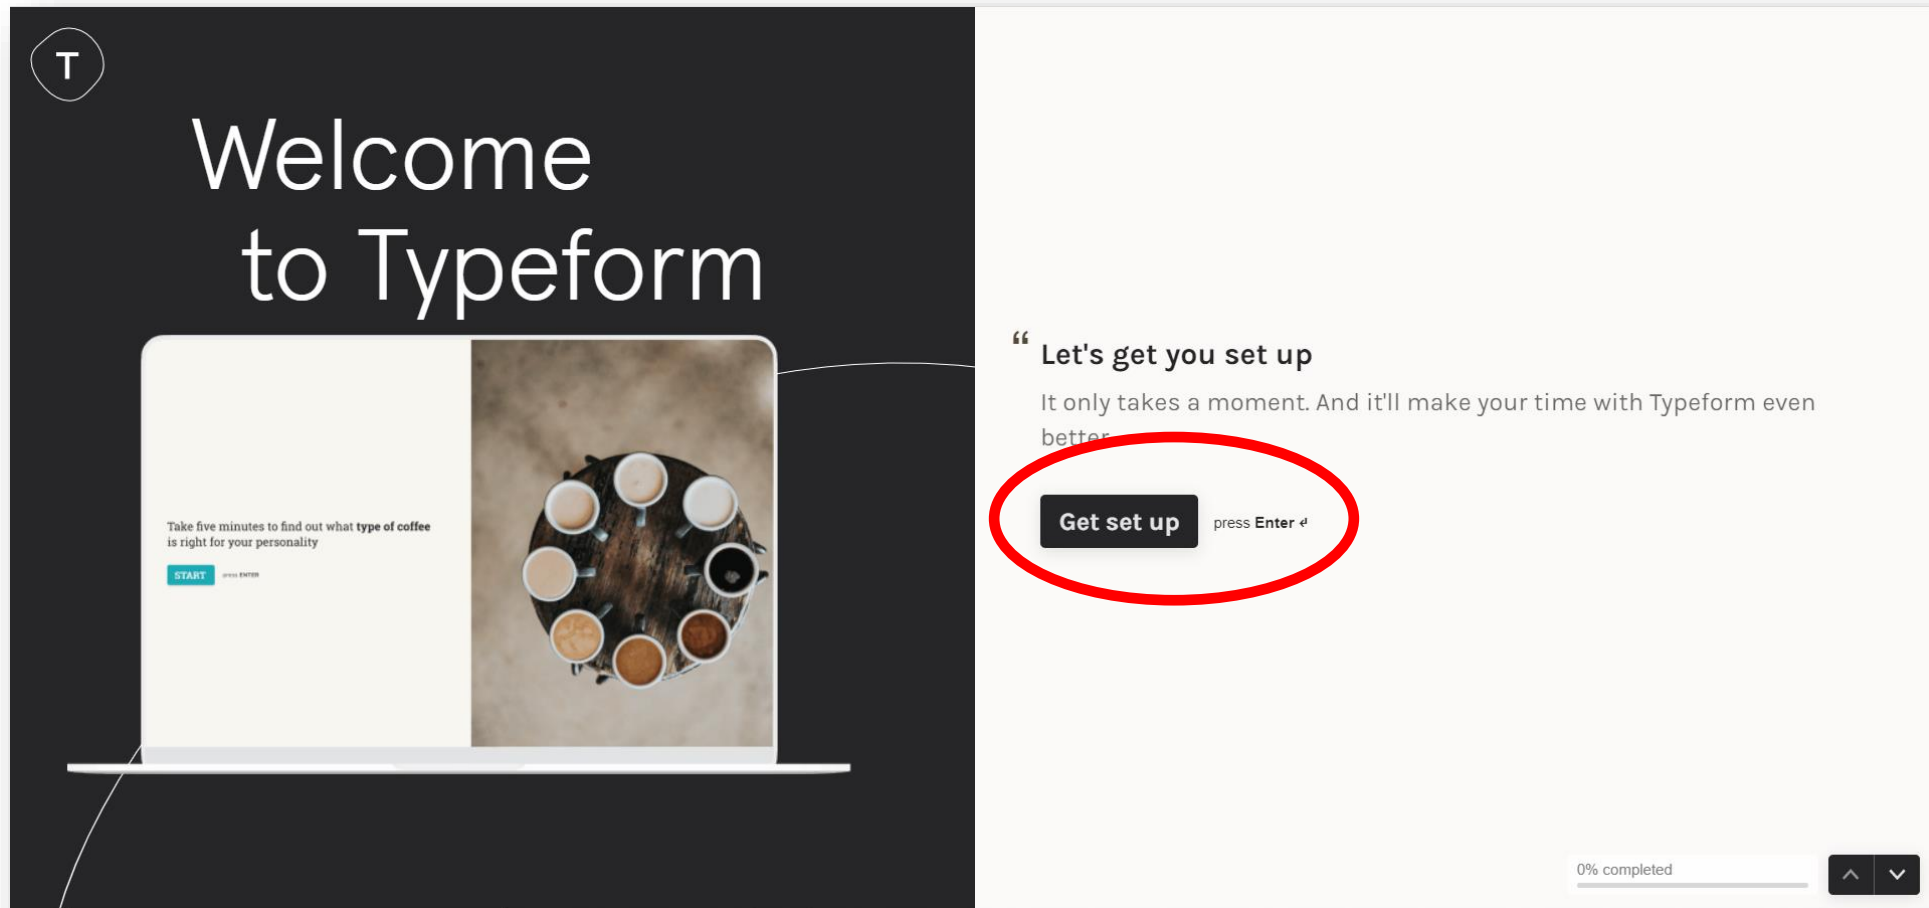 T
Welcome
to Typeform
Take five minutes to find out what type of coffee
is right for your personality
START press ENTER
“
Let's get you set up
It only takes a moment. And it'll make your time with Typeform even
better.
Get set up press Enter ↵
0% completed